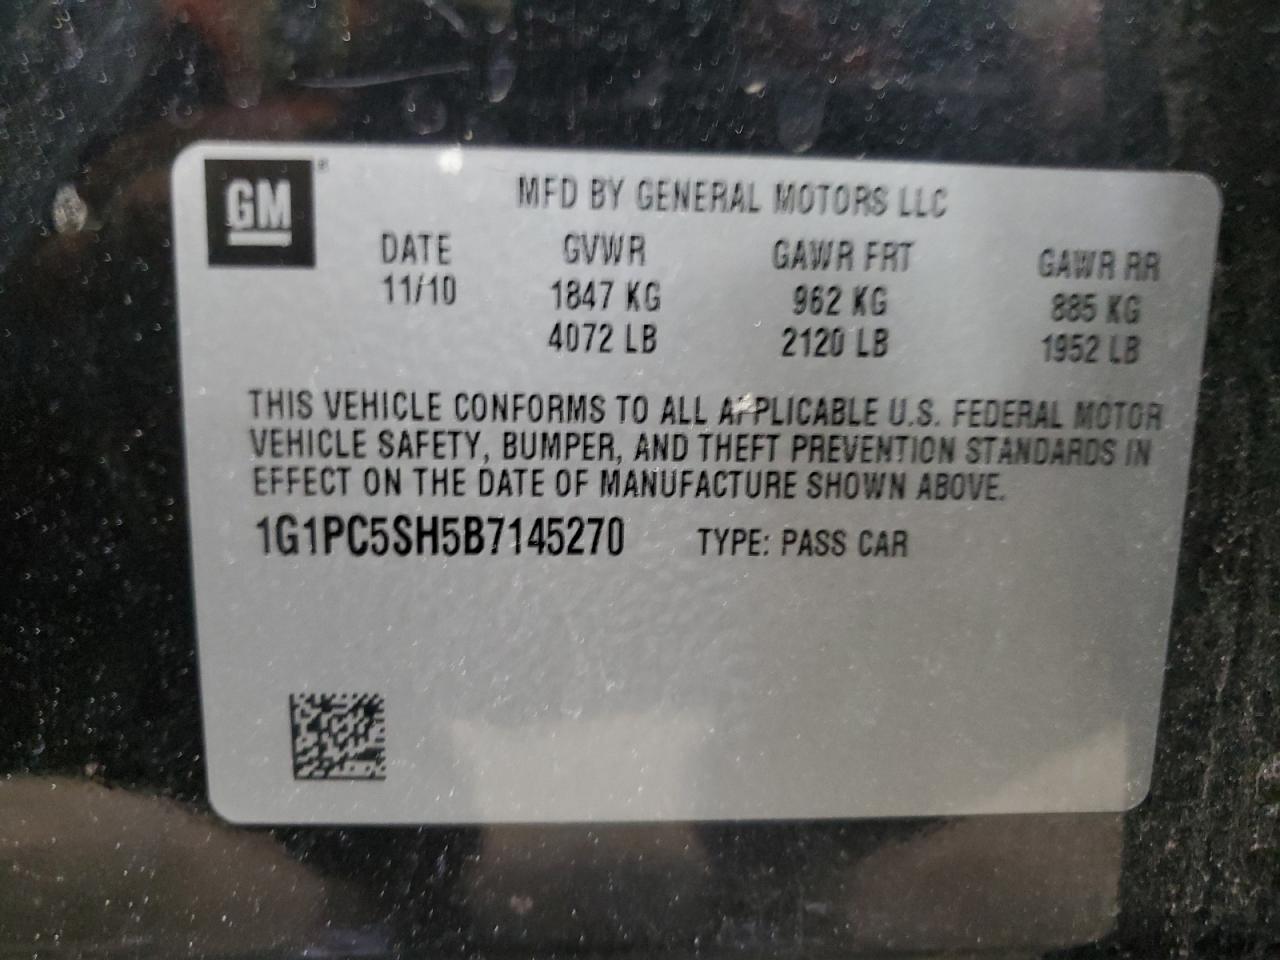 GM®
MFD BY GENERAL MOTORS LLC
DATE GVWR GAWR FRT GAWR RR
11/10 1847 KG 962 KG 885 KG
4072 LB 2120 LB 1952 LB
THIS VEHICLE CONFORMS TO ALL APPLICABLE U.S. FEDERAL MOTOR
VEHICLE SAFETY, BUMPER, AND THEFT PREVENTION STANDARDS IN
EFFECT ON THE DATE OF MANUFACTURE SHOWN ABOVE.
1G1PC5SH5B7145270 TYPE: PASS CAR